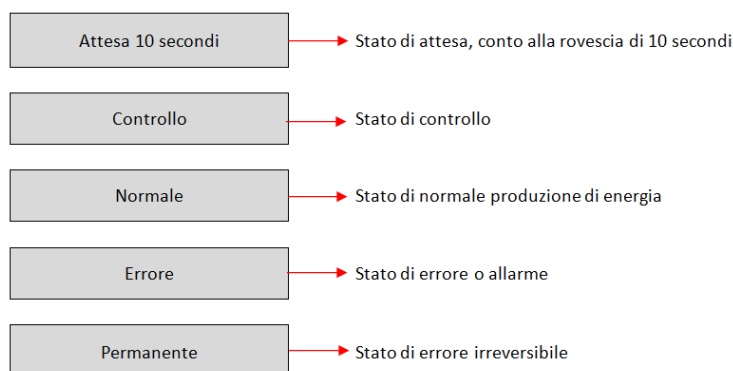 Attesa 10 secondi
Stato di attesa, conto alla rovescia di 10 secondi
Controllo
Stato di controllo
Normale
Stato di normale produzione di energia
Errore
Stato di errore o allarme
Permanente
Stato di errore irreversibile